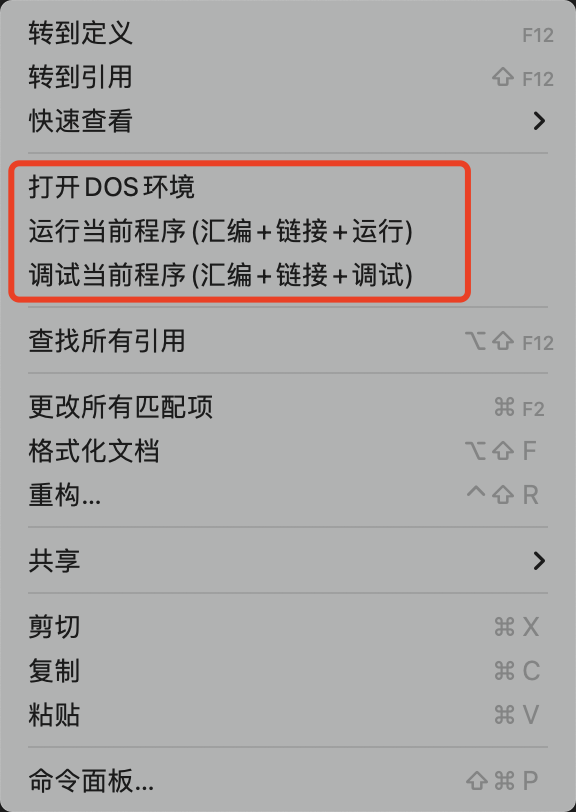 转到定义 F12
转到引用 ⇧ F12
快速查看
打开DOS环境
运行当前程序(汇编+链接+运行)
调试当前程序(汇编+链接+调试)
查找所有引用 ⌥⇧ F12
更改所有匹配项 ⌘ F2
格式化文档 ⌥⇧ F
重构... ^⇧ R
共享
剪切 ⌘ X
复制 ⌘ C
粘贴 ⌘ V
命令面板... ⇧⌘ P